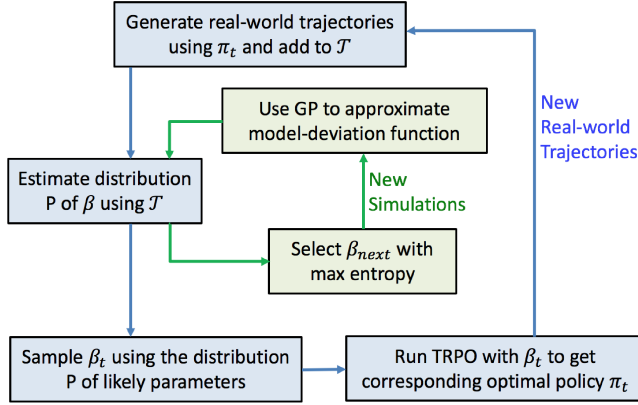 Generate real-world trajectories
using π_t and add to 𝒯
Use GP to approximate
model-deviation function
New
Real-world
Trajectories
Estimate distribution
P of β using 𝒯
New
Simulations
Select β_next with
max entropy
Sample β_t using the distribution
P of likely parameters
Run TRPO with β_t to get
corresponding optimal policy π_t